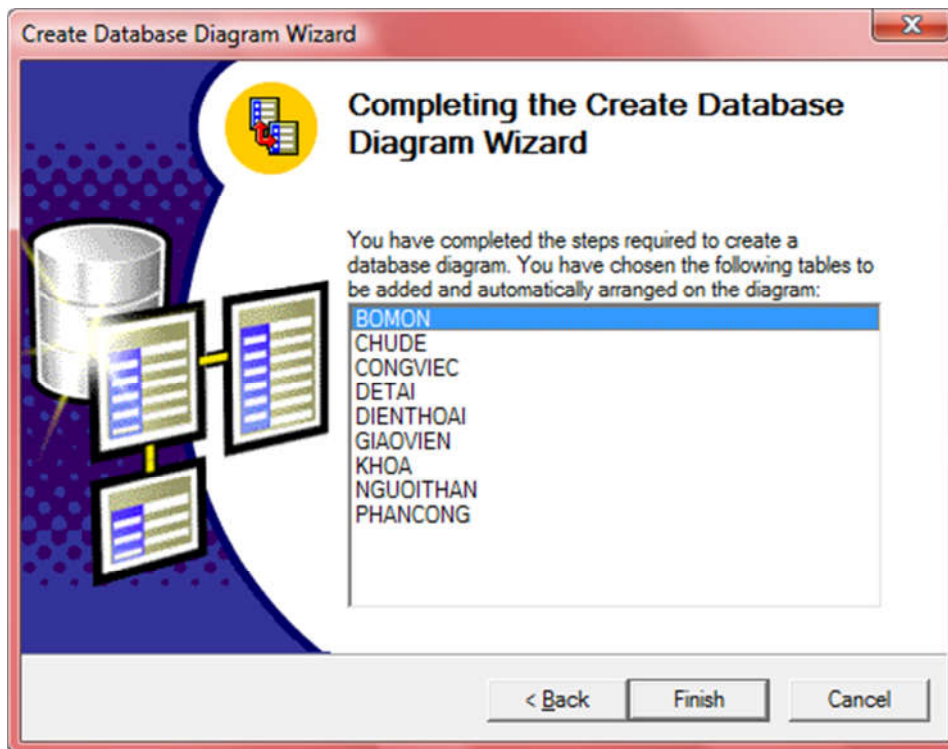 Create Database Diagram Wizard
Completing the Create Database
Diagram Wizard
You have completed the steps required to create a
database diagram. You have chosen the following tables to
be added and automatically arranged on the diagram:
BOMON
CHUDE
CONGVIEC
DETAI
DIENTHOAI
GIAOVIEN
KHOA
NGUOITHAN
PHANCONG
< Back
Finish
Cancel